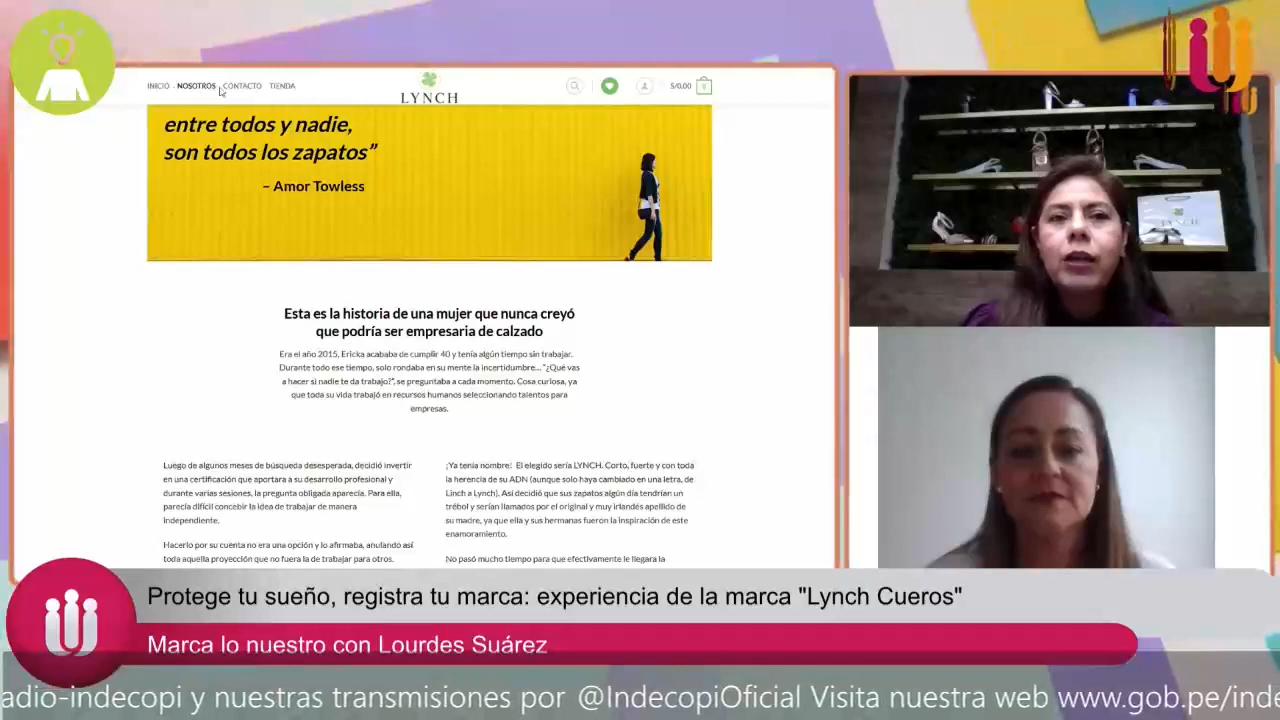 INICIO NOSOTROS CONTACTO TIENDA
LYNCH
S/0.00
0
entre todos y nadie,
son todos los zapatos”
– Amor Towless
Esta es la historia de una mujer que nunca creyó
que podría ser empresaria de calzado
Era el año 2015, Ericka acababa de cumplir 40 y tenía algún tiempo sin trabajar.
Durante todo ese tiempo, solo rondaba en su mente la incertidumbre... “¿Qué vas
a hacer si nadie te da trabajo?”, se preguntaba a cada momento. Cosa curiosa, ya
que toda su vida trabajó en recursos humanos seleccionando talentos para
empresas.
Luego de algunos meses de búsqueda desesperada, decidió invertir
en una certificación que aportara a su desarrollo profesional y
durante varias sesiones, la pregunta obligada aparecía. Para ella,
parecía difícil concebir la idea de trabajar de manera
independiente.
Hacerlo por su cuenta no era una opción y lo afirmaba, anulando así
toda aquella proyección que no fuera la de trabajar para otros.
¡Ya tenía nombre! El elegido sería LYNCH. Corto, fuerte y con toda
la herencia de su ADN (aunque solo haya cambiado en una letra, de
Linch a Lynch). Así decidió que sus zapatos algún día tendrían un
trébol y serían llamados por el original y muy irlandés apellido de
su madre, ya que ella y sus hermanas fueron la inspiración de este
enamoramiento.
No pasó mucho tiempo para que efectivamente le llegara la
LYNCH
Protege tu sueño, registra tu marca: experiencia de la marca "Lynch Cueros"
Marca lo nuestro con Lourdes Suárez
adio-indecopi y nuestras transmisiones por @IndecopiOficial Visita nuestra web www.gob.pe/inde